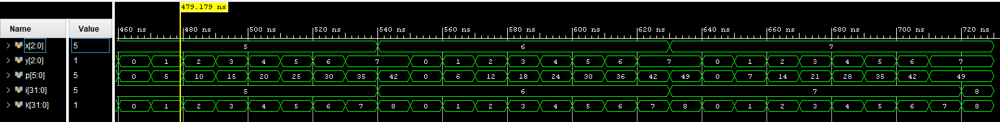 479.179 ns
Name Value
460 ns 480 ns 500 ns 520 ns 540 ns 560 ns 580 ns 600 ns 620 ns 640 ns 660 ns 680 ns 700 ns 720 ns
x[2:0] 5 5 6 7
y[2:0] 1 0 1 2 3 4 5 6 7 0 1 2 3 4 5 6 7 0 1 2 3 4 5 6 7
p[5:0] 5 0 5 10 15 20 25 30 35 42 0 6 12 18 24 30 36 42 49 0 7 14 21 28 35 42 49
i[31:0] 5 5 6 7 8
k[31:0] 1 0 1 2 3 4 5 6 7 8 0 1 2 3 4 5 6 7 8 0 1 2 3 4 5 6 7 8